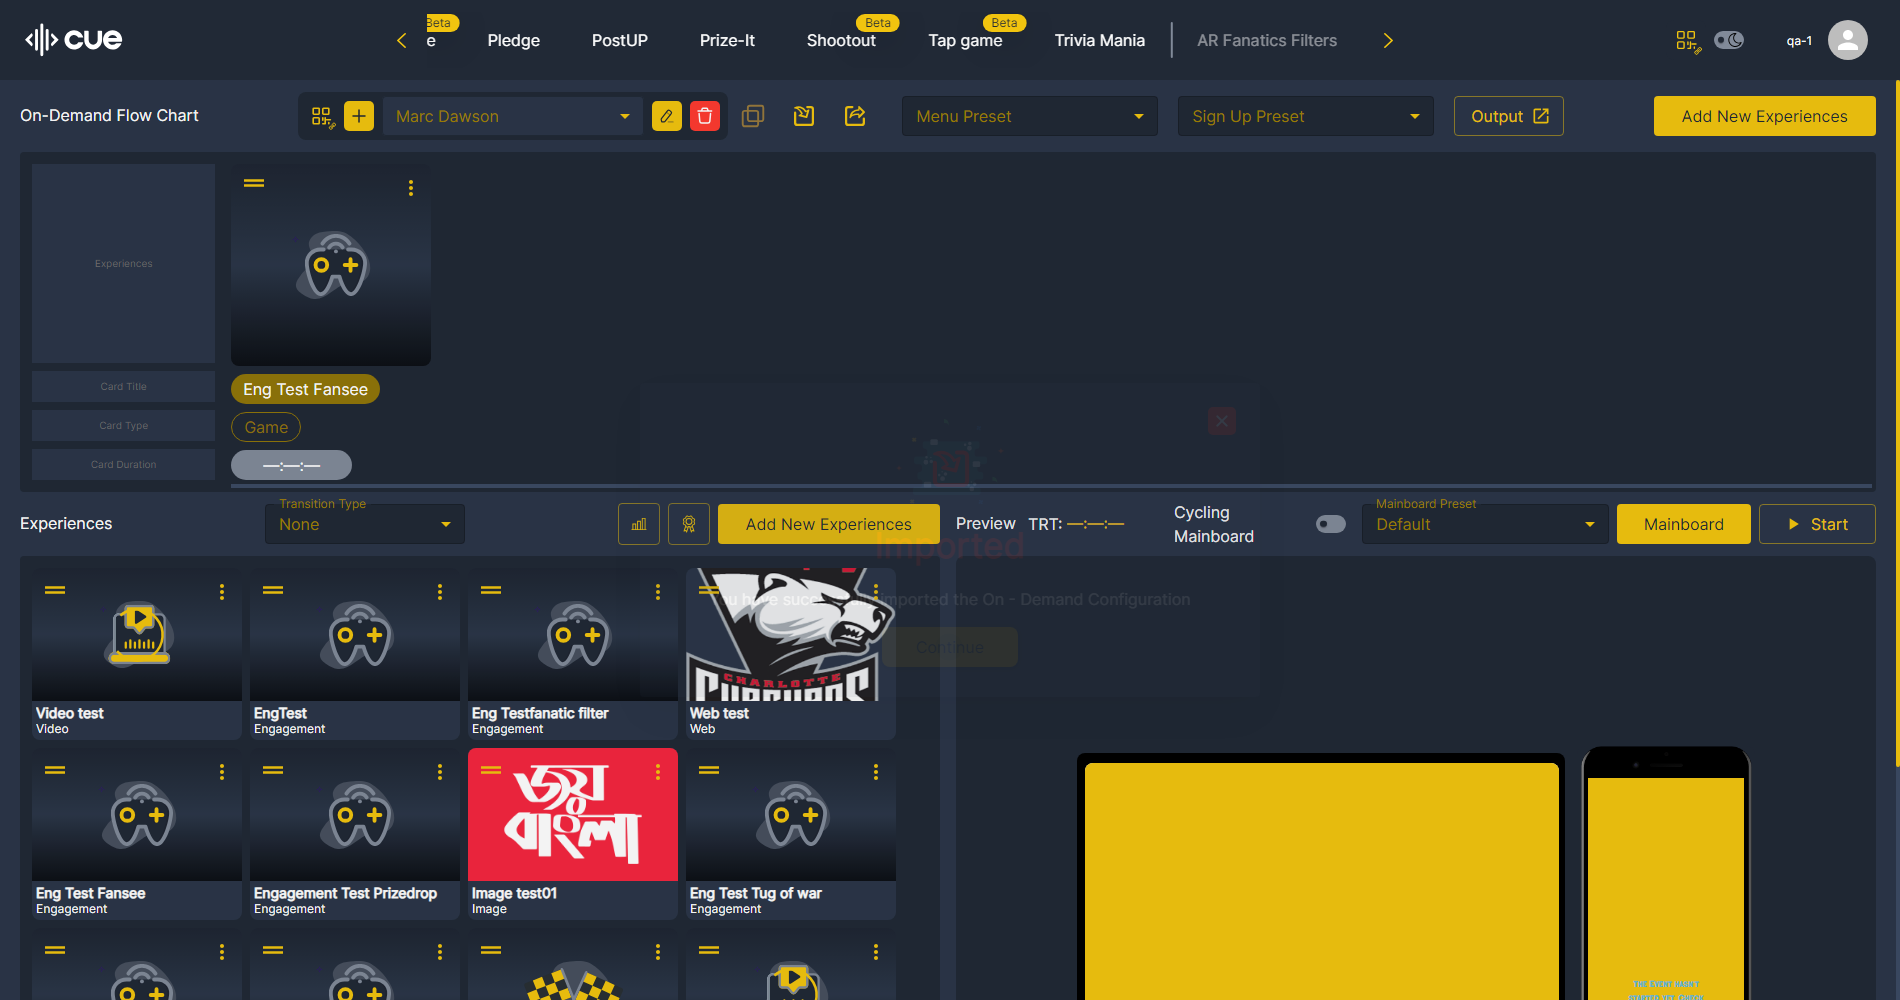 cue
Beta
e
Pledge
PostUP
Prize-It
Beta
Shootout
Beta
Tap game
Trivia Mania
AR Fanatics Filters
qa-1
On-Demand Flow Chart
Marc Dawson
Menu Preset
Sign Up Preset
Output
Add New Experiences
Experiences
Card Title
Eng Test Fansee
Card Type
Game
Card Duration
—:—:—
Experiences
Transition Type
None
Add New Experiences
Preview
TRT: —:—:—
Cycling
Mainboard
Mainboard Preset
Default
Mainboard
Start
Imported
have imported the On - Demand Configuration
Continue
CHARLOTTE
Video test
Video
EngTest
Engagement
Eng Testfanatic filter
Engagement
Web test
Web
জয়
বাংলা
Eng Test Fansee
Engagement
Engagement Test Prizedrop
Engagement
Image test01
Image
Eng Test Tug of war
Engagement
THE EVENT HASN'T
STARTED YET. CHECK